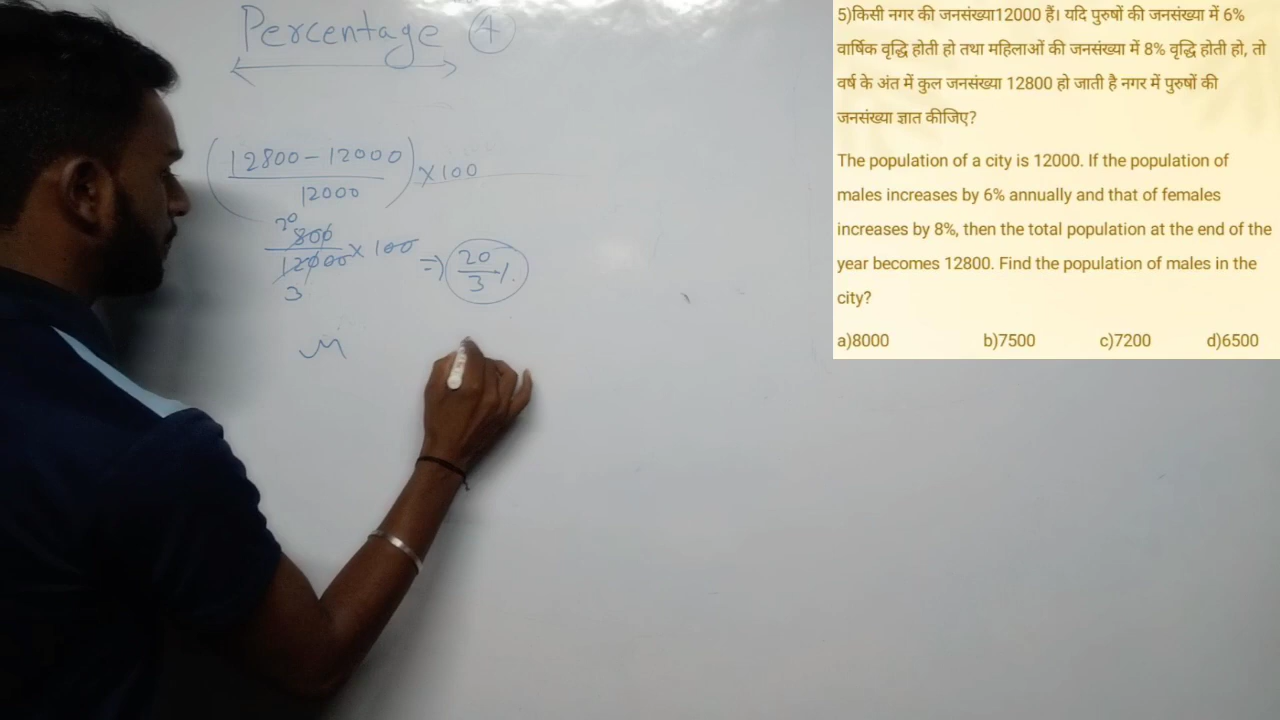 Percentage 4
(12800-12000
12000) ×100
20
800
12000 × 100 ⇒ 20/3 %.
3
M
5)किसी नगर की जनसंख्या12000 हैं। यदि पुरुषों की जनसंख्या में 6%
वार्षिक वृद्धि होती हो तथा महिलाओं की जनसंख्या में 8% वृद्धि होती हो, तो
वर्ष के अंत में कुल जनसंख्या 12800 हो जाती है नगर में पुरुषों की
जनसंख्या ज्ञात कीजिए?
The population of a city is 12000. If the population of
males increases by 6% annually and that of females
increases by 8%, then the total population at the end of the
year becomes 12800. Find the population of males in the
city?
a)8000 b)7500 c)7200 d)6500